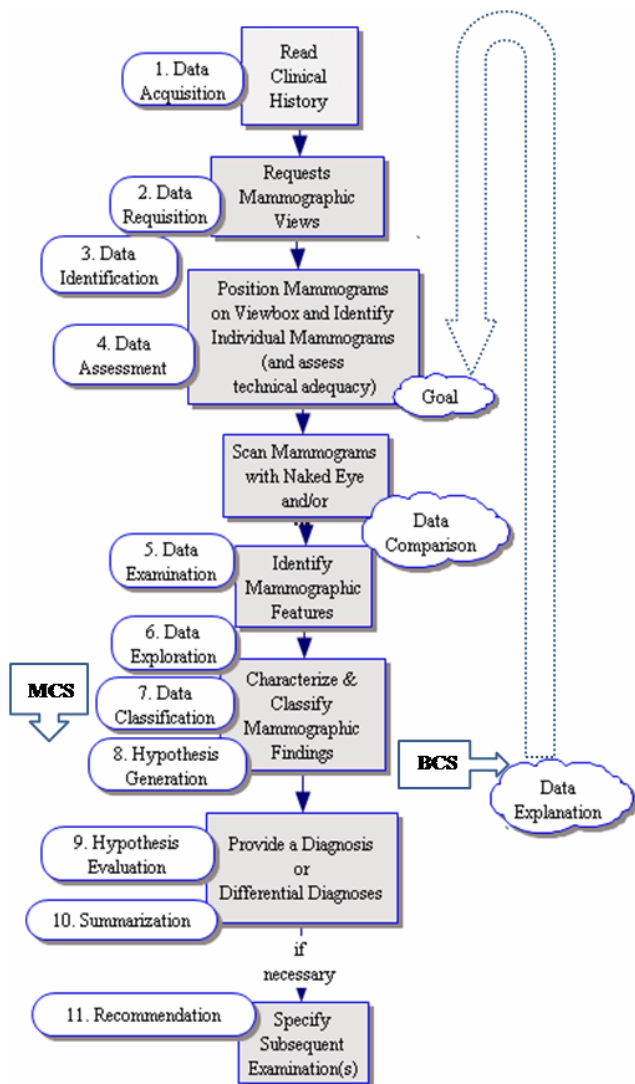 1. Data
Acquisition
Read
Clinical
History
2. Data
Requisition
Requests
Mammographic
Views
3. Data
Identification
4. Data
Assessment
Position Mammograms
on Viewbox and Identify
Individual Mammograms
(and assess
technical adequacy)
Goal
Scan Mammograms
with Naked Eye
and/or
Data
Comparison
5. Data
Examination
Identify
Mammographic
Features
6. Data
Exploration
MCS
7. Data
Classification
8. Hypothesis
Generation
Characterize &
Classify
Mammographic
Findings
BCS
Data
Explanation
9. Hypothesis
Evaluation
10. Summarization
Provide a Diagnosis
or
Differential Diagnoses
if
necessary
11. Recommendation
Specify
Subsequent
Examination(s)